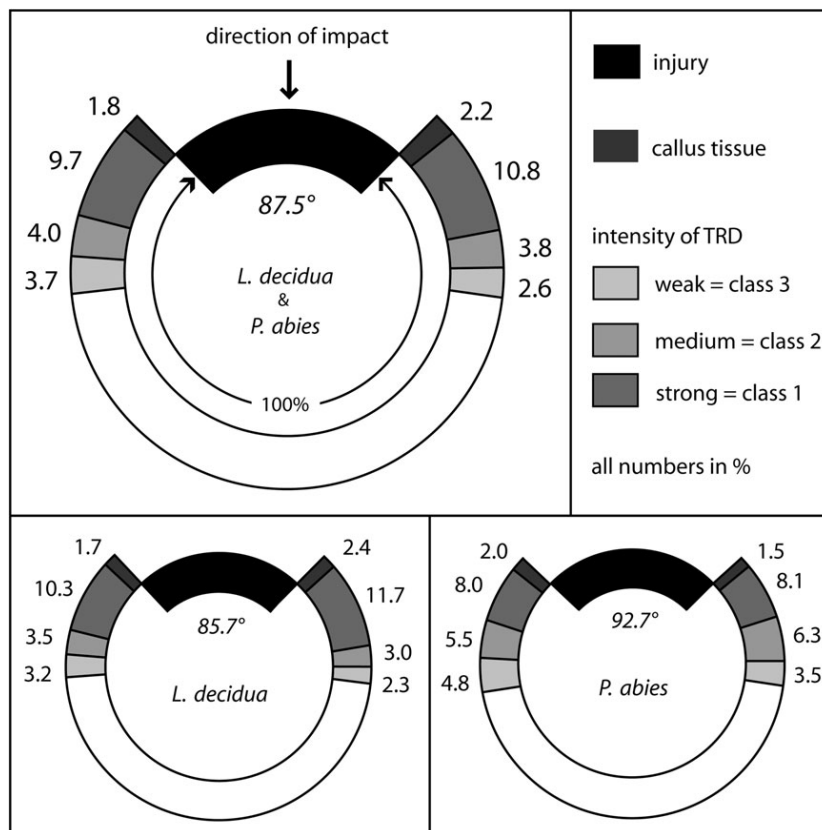 direction of impact
1.8
2.2
9.7
10.8
87.5°
4.0
3.8
3.7
2.6
L. decidua
&
P. abies
100%
injury
callus tissue
intensity of TRD
weak = class 3
medium = class 2
strong = class 1
all numbers in %
1.7
2.4
10.3
11.7
85.7°
3.5
3.0
3.2
2.3
L. decidua
2.0
1.5
8.0
8.1
92.7°
5.5
6.3
4.8
3.5
P. abies